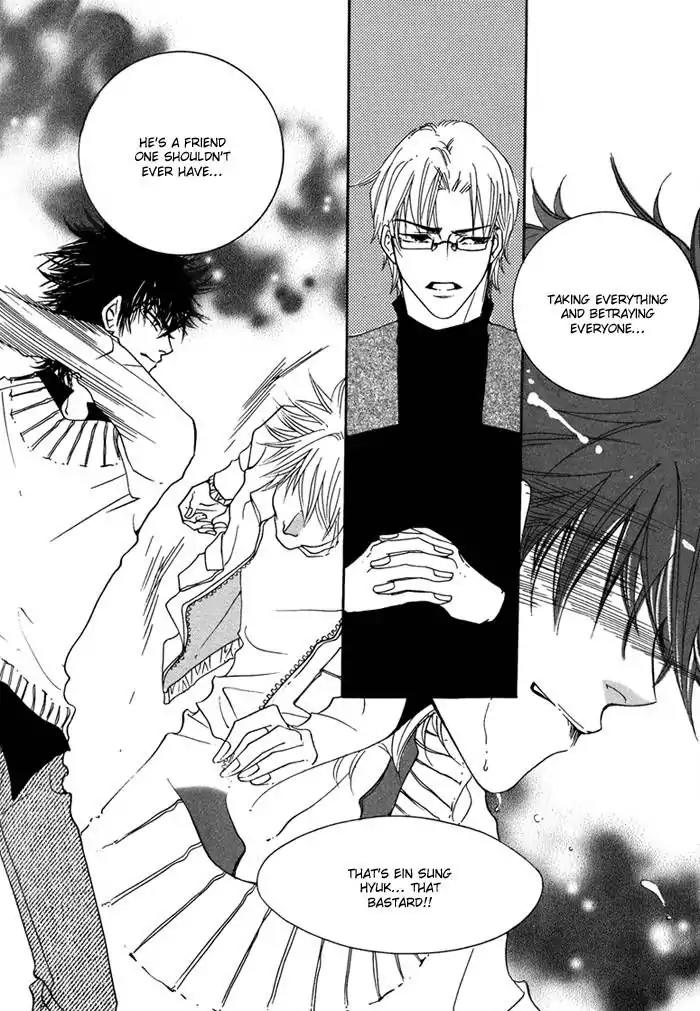 HE'S A FRIEND
ONE SHOULDN'T
EVER HAVE...
TAKING EVERYTHING
AND BETRAYING
EVERYONE...
THAT'S EIN SUNG
HYUK... THAT
BASTARD!!